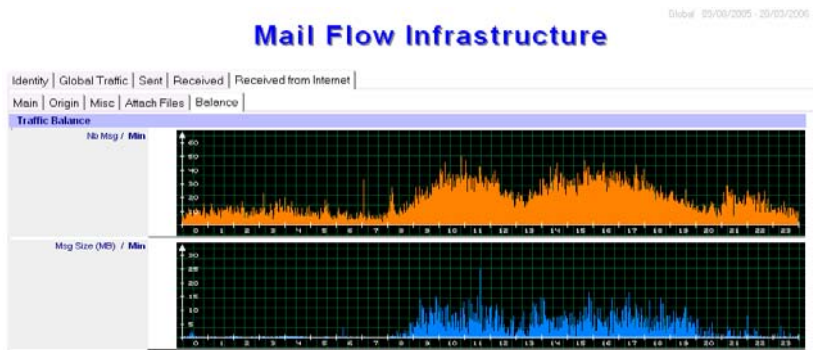 Global 09/08/2005 - 20/03/2006
Mail Flow Infrastructure
Identity | Global Traffic | Sent | Received | Received from Internet |
Main | Origin | Misc | Attach Files | Balance |
Traffic Balance
Nb Msg / Min
60
50
40
30
20
10
0 1 2 3 4 5 6 7 8 9 10 11 12 13 14 15 16 17 18 19 20 21 22 23
Msg Size (MB) / Min
30
25
20
15
10
5
0 1 2 3 4 5 6 7 8 9 10 11 12 13 14 15 16 17 18 19 20 21 22 23